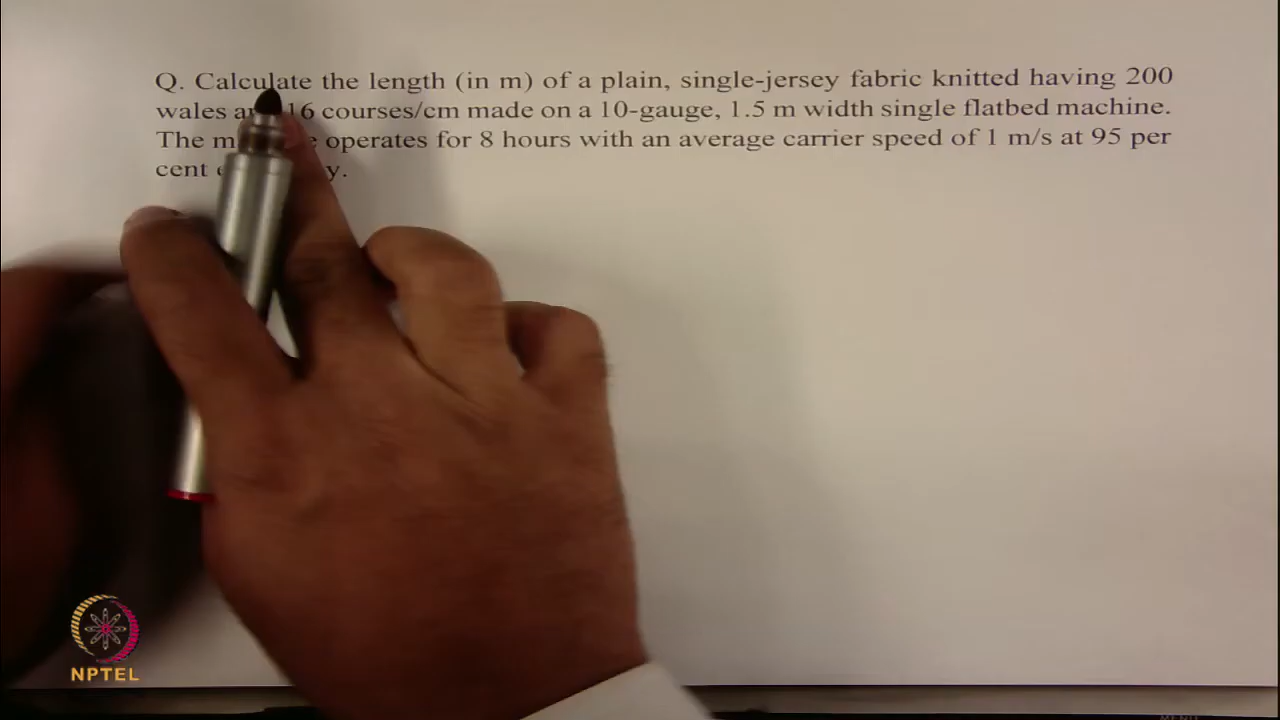 Q. Calculate the length (in m) of a plain, single-jersey fabric knitted having 200
wales 16 courses/cm made on a 10-gauge, 1.5 m width single flatbed machine.
The operates for 8 hours with an average carrier speed of 1 m/s at 95 per
cent
NPTEL